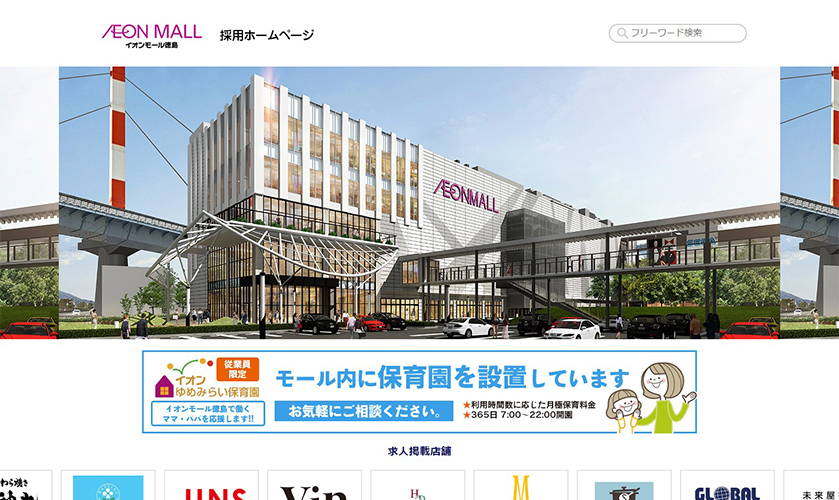 ÆON MALL
イオンモール徳島
採用ホームページ
フリーワード検索
ÆONMALL
イオン
ゆめみらい保育園
従業員
限定
イオンモール徳島で働く
ママ・パパを応援します!!
モール内に保育園を設置しています
お気軽にご相談ください。
★利用時間数に応じた月極保育料金
★365日 7:00～22:00開園
求人掲載店舗
わら焼き
UNS
Vin
H
M
S
GLOBAL
未来屋